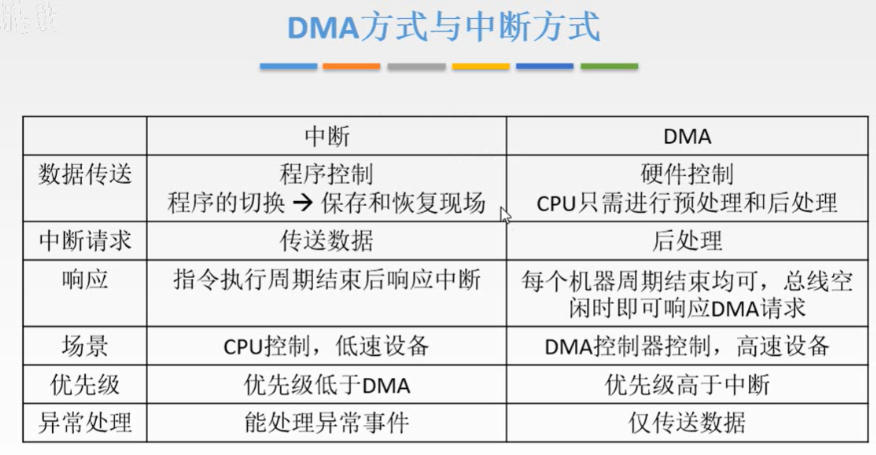 DMA方式与中断方式
中断 DMA
数据传送 程序控制 硬件控制
程序的切换 → 保存和恢复现场 CPU只需进行预处理和后处理
中断请求 传送数据 后处理
响应 指令执行周期结束后响应中断 每个机器周期结束均可，总线空
闲时即可响应DMA请求
场景 CPU控制，低速设备 DMA控制器控制，高速设备
优先级 优先级低于DMA 优先级高于中断
异常处理 能处理异常事件 仅传送数据